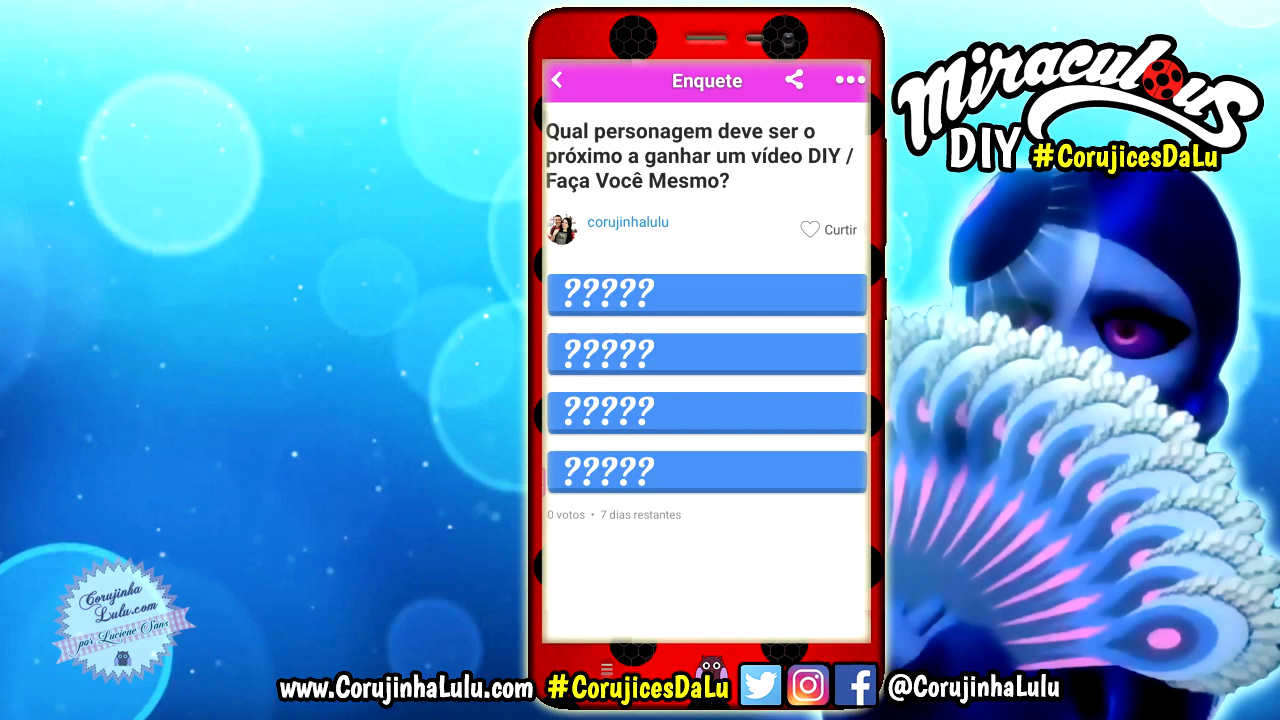 Enquete
Qual personagem deve ser o
próximo a ganhar um vídeo DIY /
Faça Você Mesmo?
corujinhalulu
Curtir
?????
?????
?????
?????
0 votos • 7 dias restantes
Miraculous
DIY #CorujicesDaLu
Corujinha
Lulu.com
por Luciene Sans
www.CorujinhaLulu.com #CorujicesDaLu @CorujinhaLulu